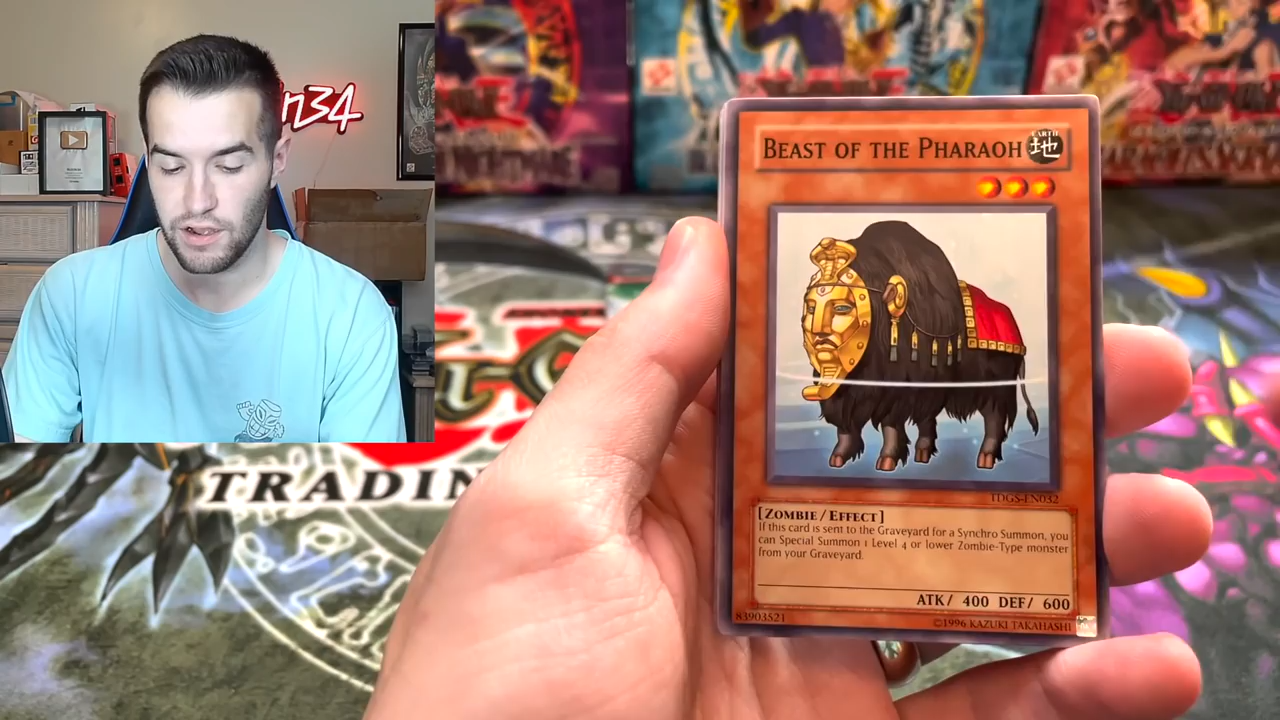 n34
BEAST OF THE PHARAOH
EARTH
地
TDGS-EN032
[ZOMBIE / EFFECT]
If this card is sent to the Graveyard for a Synchro Summon, you
can Special Summon 1 Level 4 or lower Zombie-Type monster
from your Graveyard.
ATK/ 400 DEF/ 600
83903521
©1996 KAZUKI TAKAHASHI
TRADIN